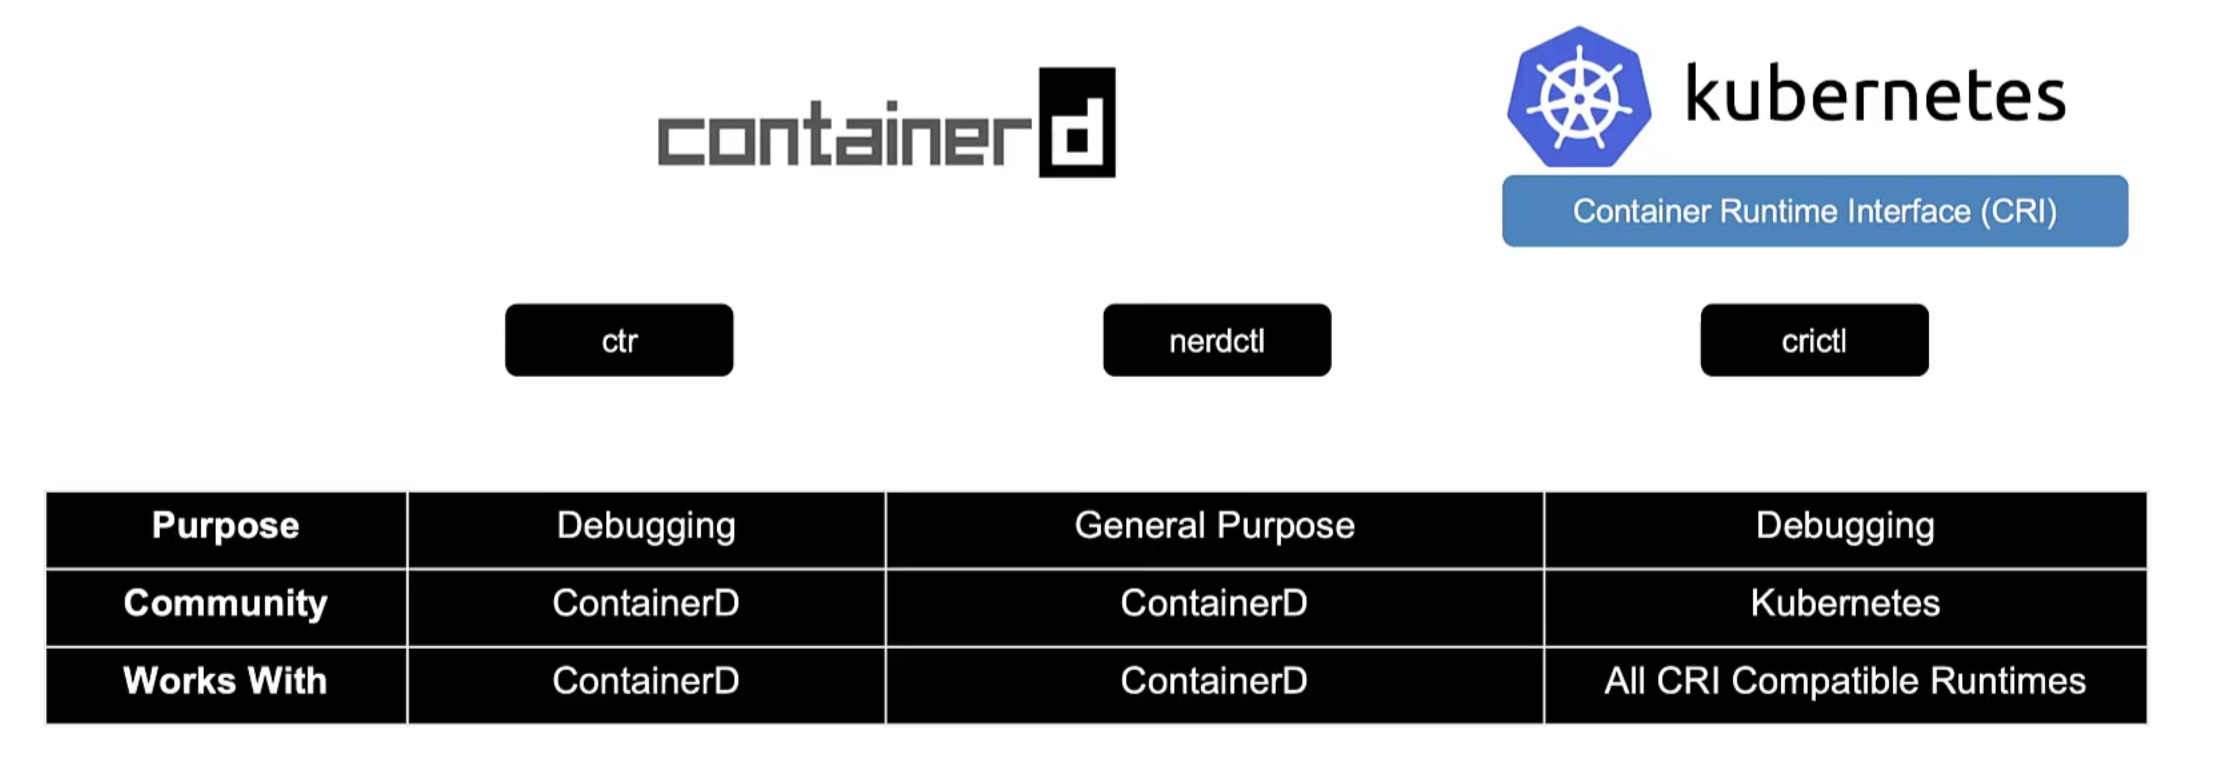 containerd
kubernetes
Container Runtime Interface (CRI)
ctr nerdctl crictl
Purpose Debugging General Purpose Debugging
Community ContainerD ContainerD Kubernetes
Works With ContainerD ContainerD All CRI Compatible Runtimes